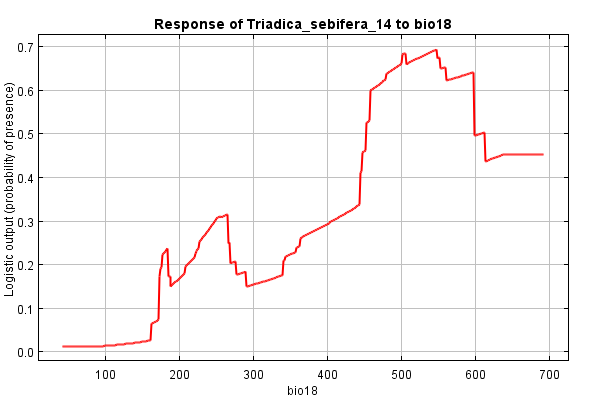 Response of Triadica_sebifera_14 to bio18
Logistic output (probability of presence)
0.7
0.6
0.5
0.4
0.3
0.2
0.1
0.0
100 200 300 400 500 600 700
bio18